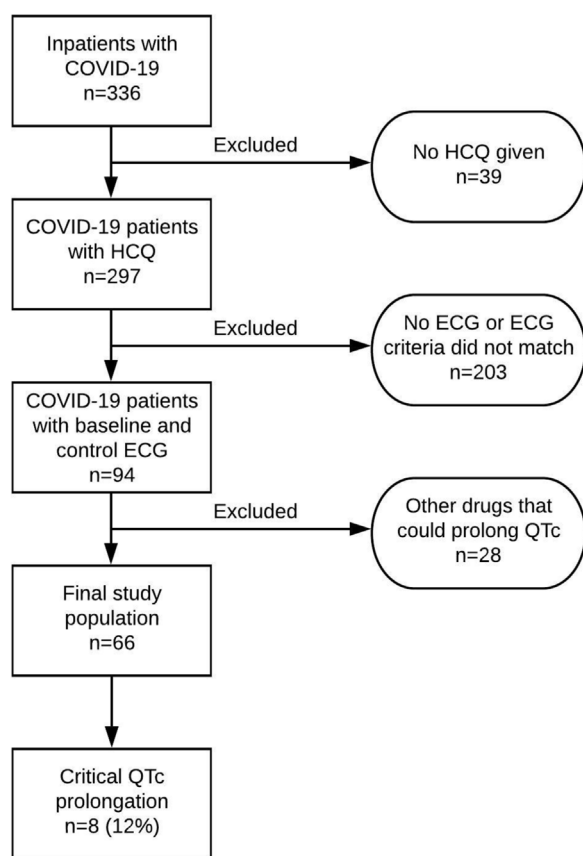 Inpatients with
COVID-19
n=336
Excluded
No HCQ given
n=39
COVID-19 patients
with HCQ
n=297
Excluded
No ECG or ECG
criteria did not match
n=203
COVID-19 patients
with baseline and
control ECG
n=94
Excluded
Other drugs that
could prolong QTc
n=28
Final study
population
n=66
Critical QTc
prolongation
n=8 (12%)